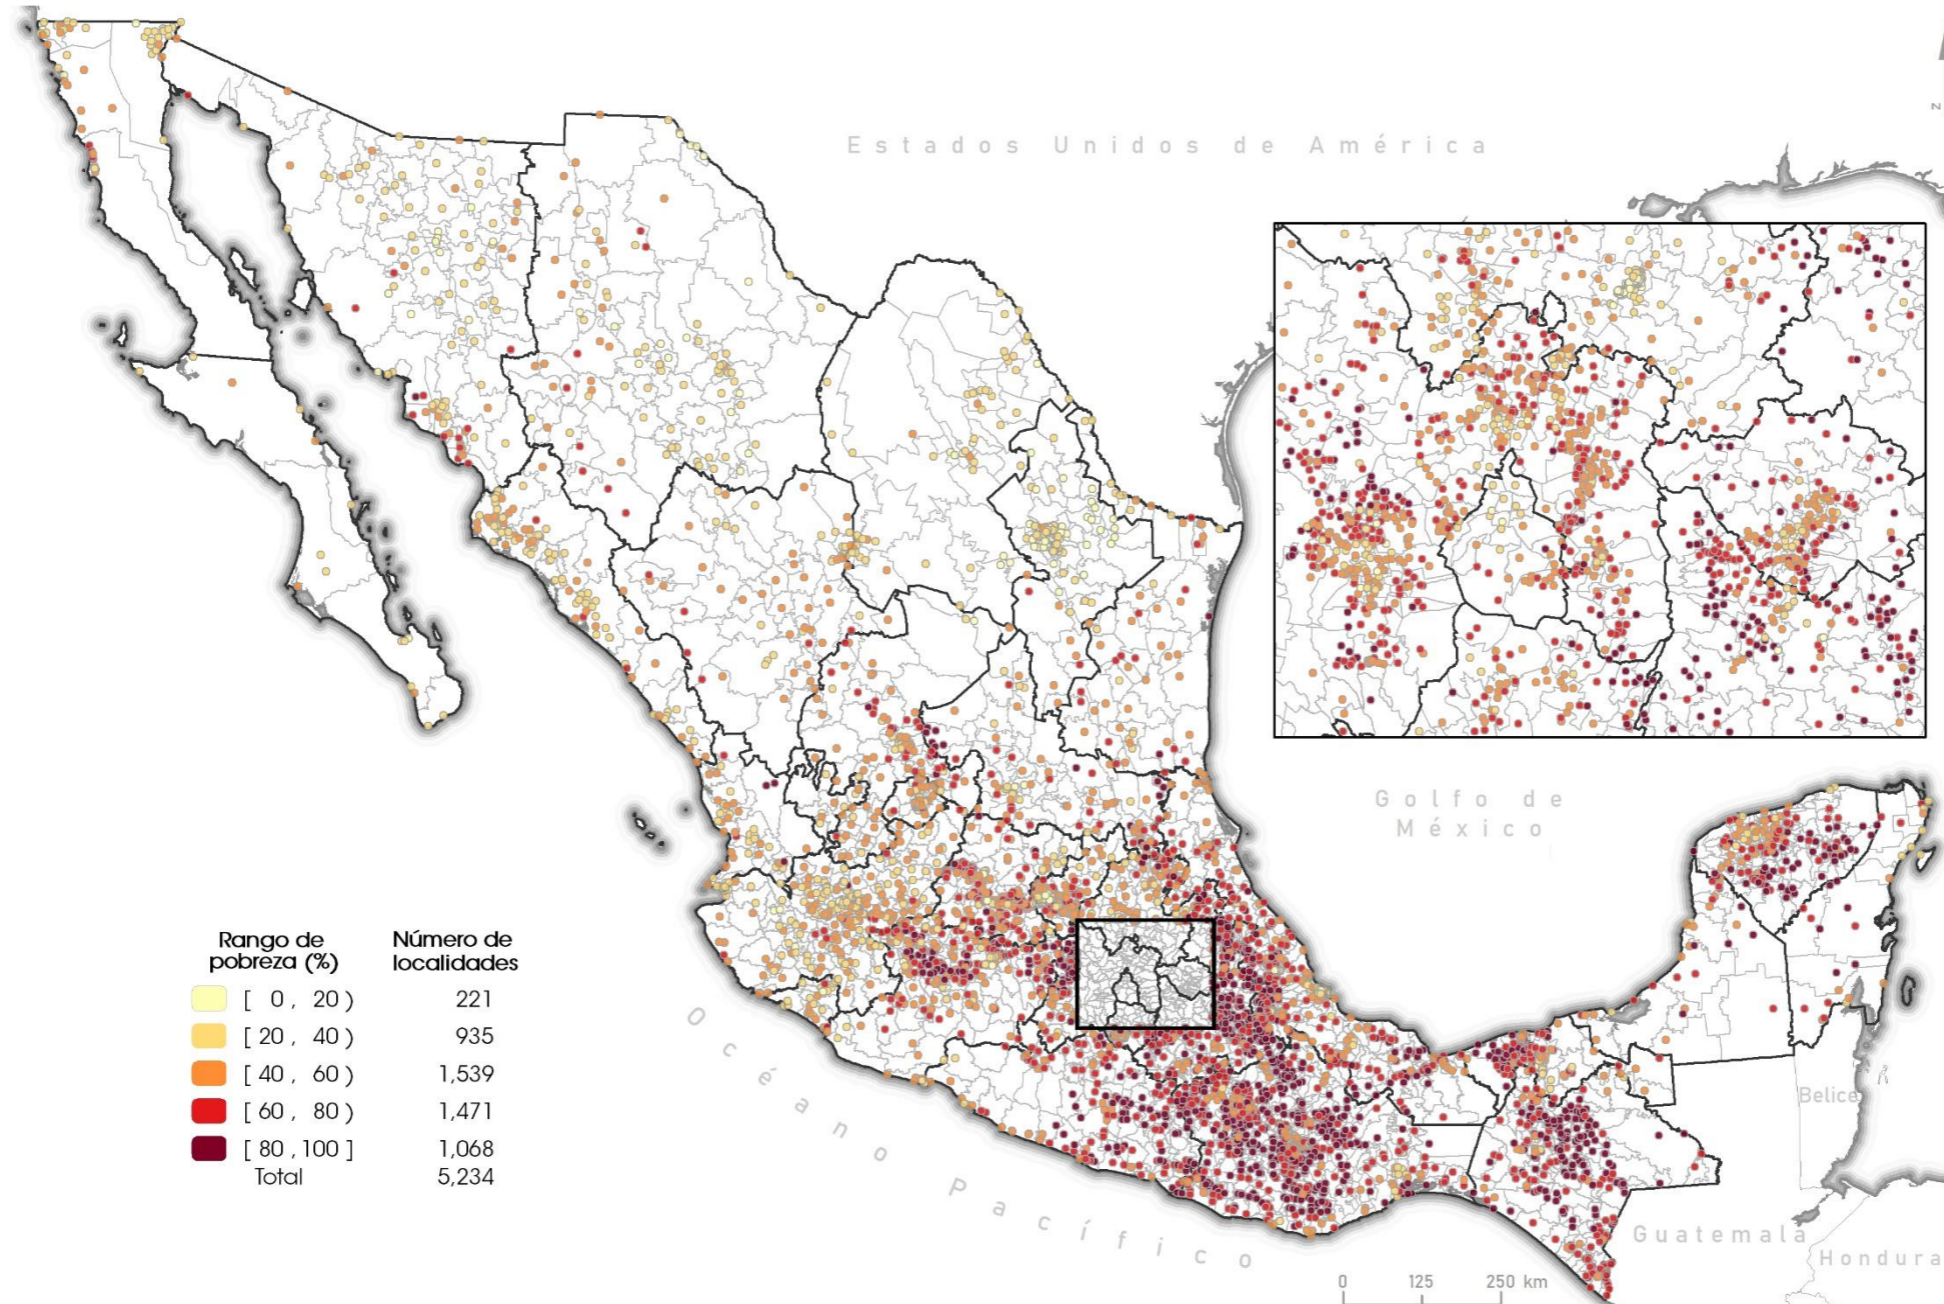 Estados Unidos de América
N
Golfo de
México
Rango de
pobreza (%)
Número de
localidades
[ 0 , 20 ) 221
[ 20 , 40 ) 935
[ 40 , 60 ) 1,539
[ 60 , 80 ) 1,471
[ 80 , 100 ] 1,068
Total 5,234
Océano Pacífico
Belice
Guatemala
Hondura
0 125 250 km